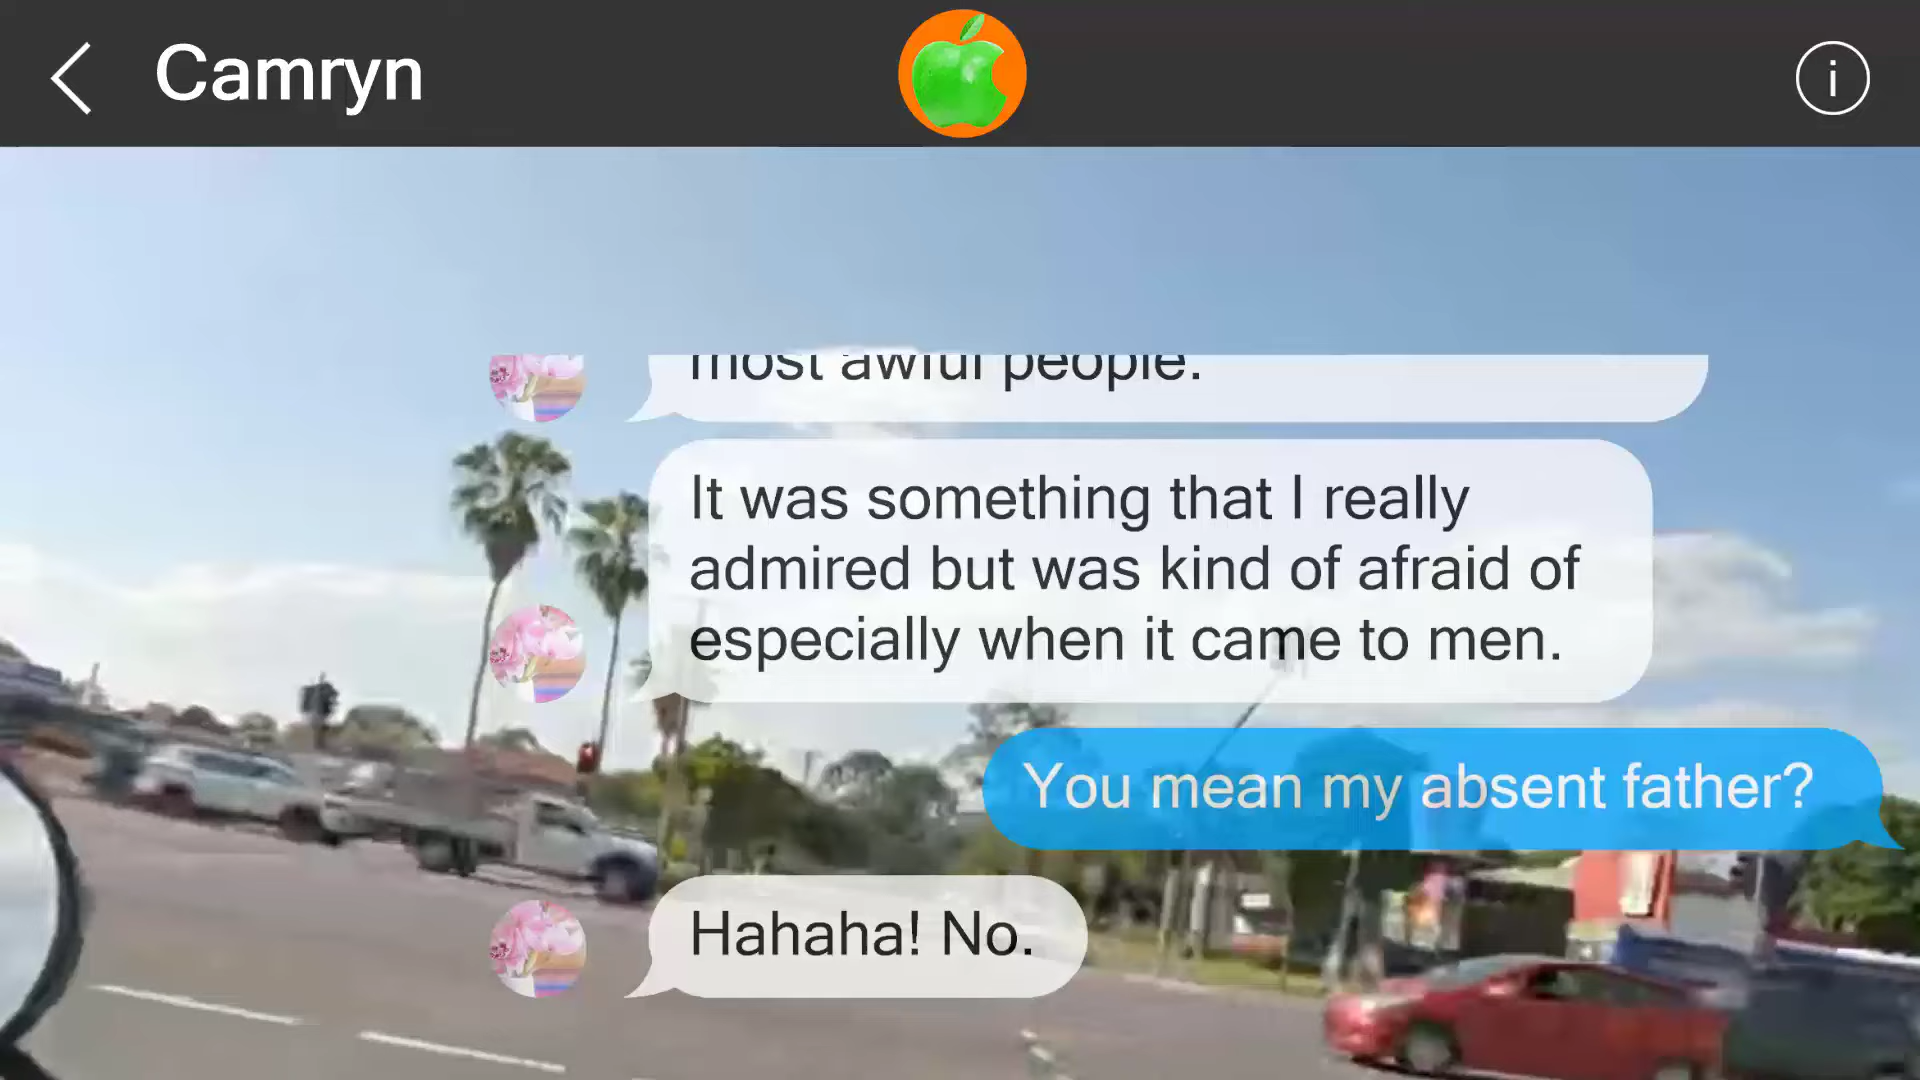 Camryn
i
most awful people.
It was something that I really
admired but was kind of afraid of
especially when it came to men.
You mean my absent father?
Hahaha! No.